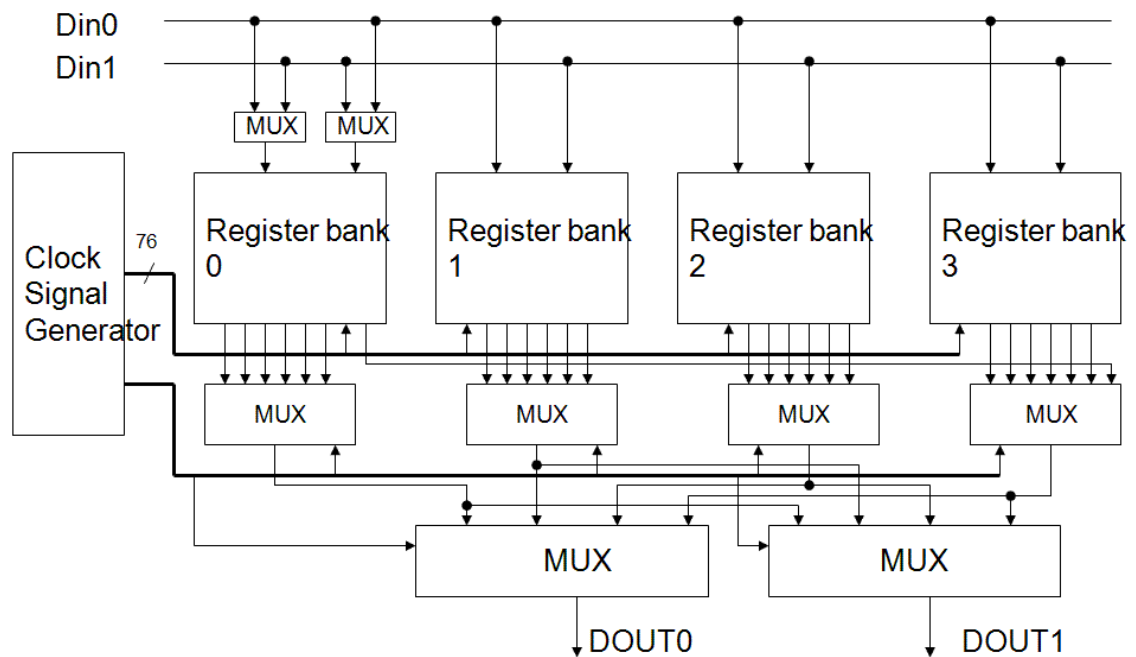 Din0
Din1
MUX
MUX
Clock
Signal
Generator
76
Register bank
0
Register bank
1
Register bank
2
Register bank
3
MUX
MUX
MUX
MUX
MUX
MUX
DOUT0
DOUT1